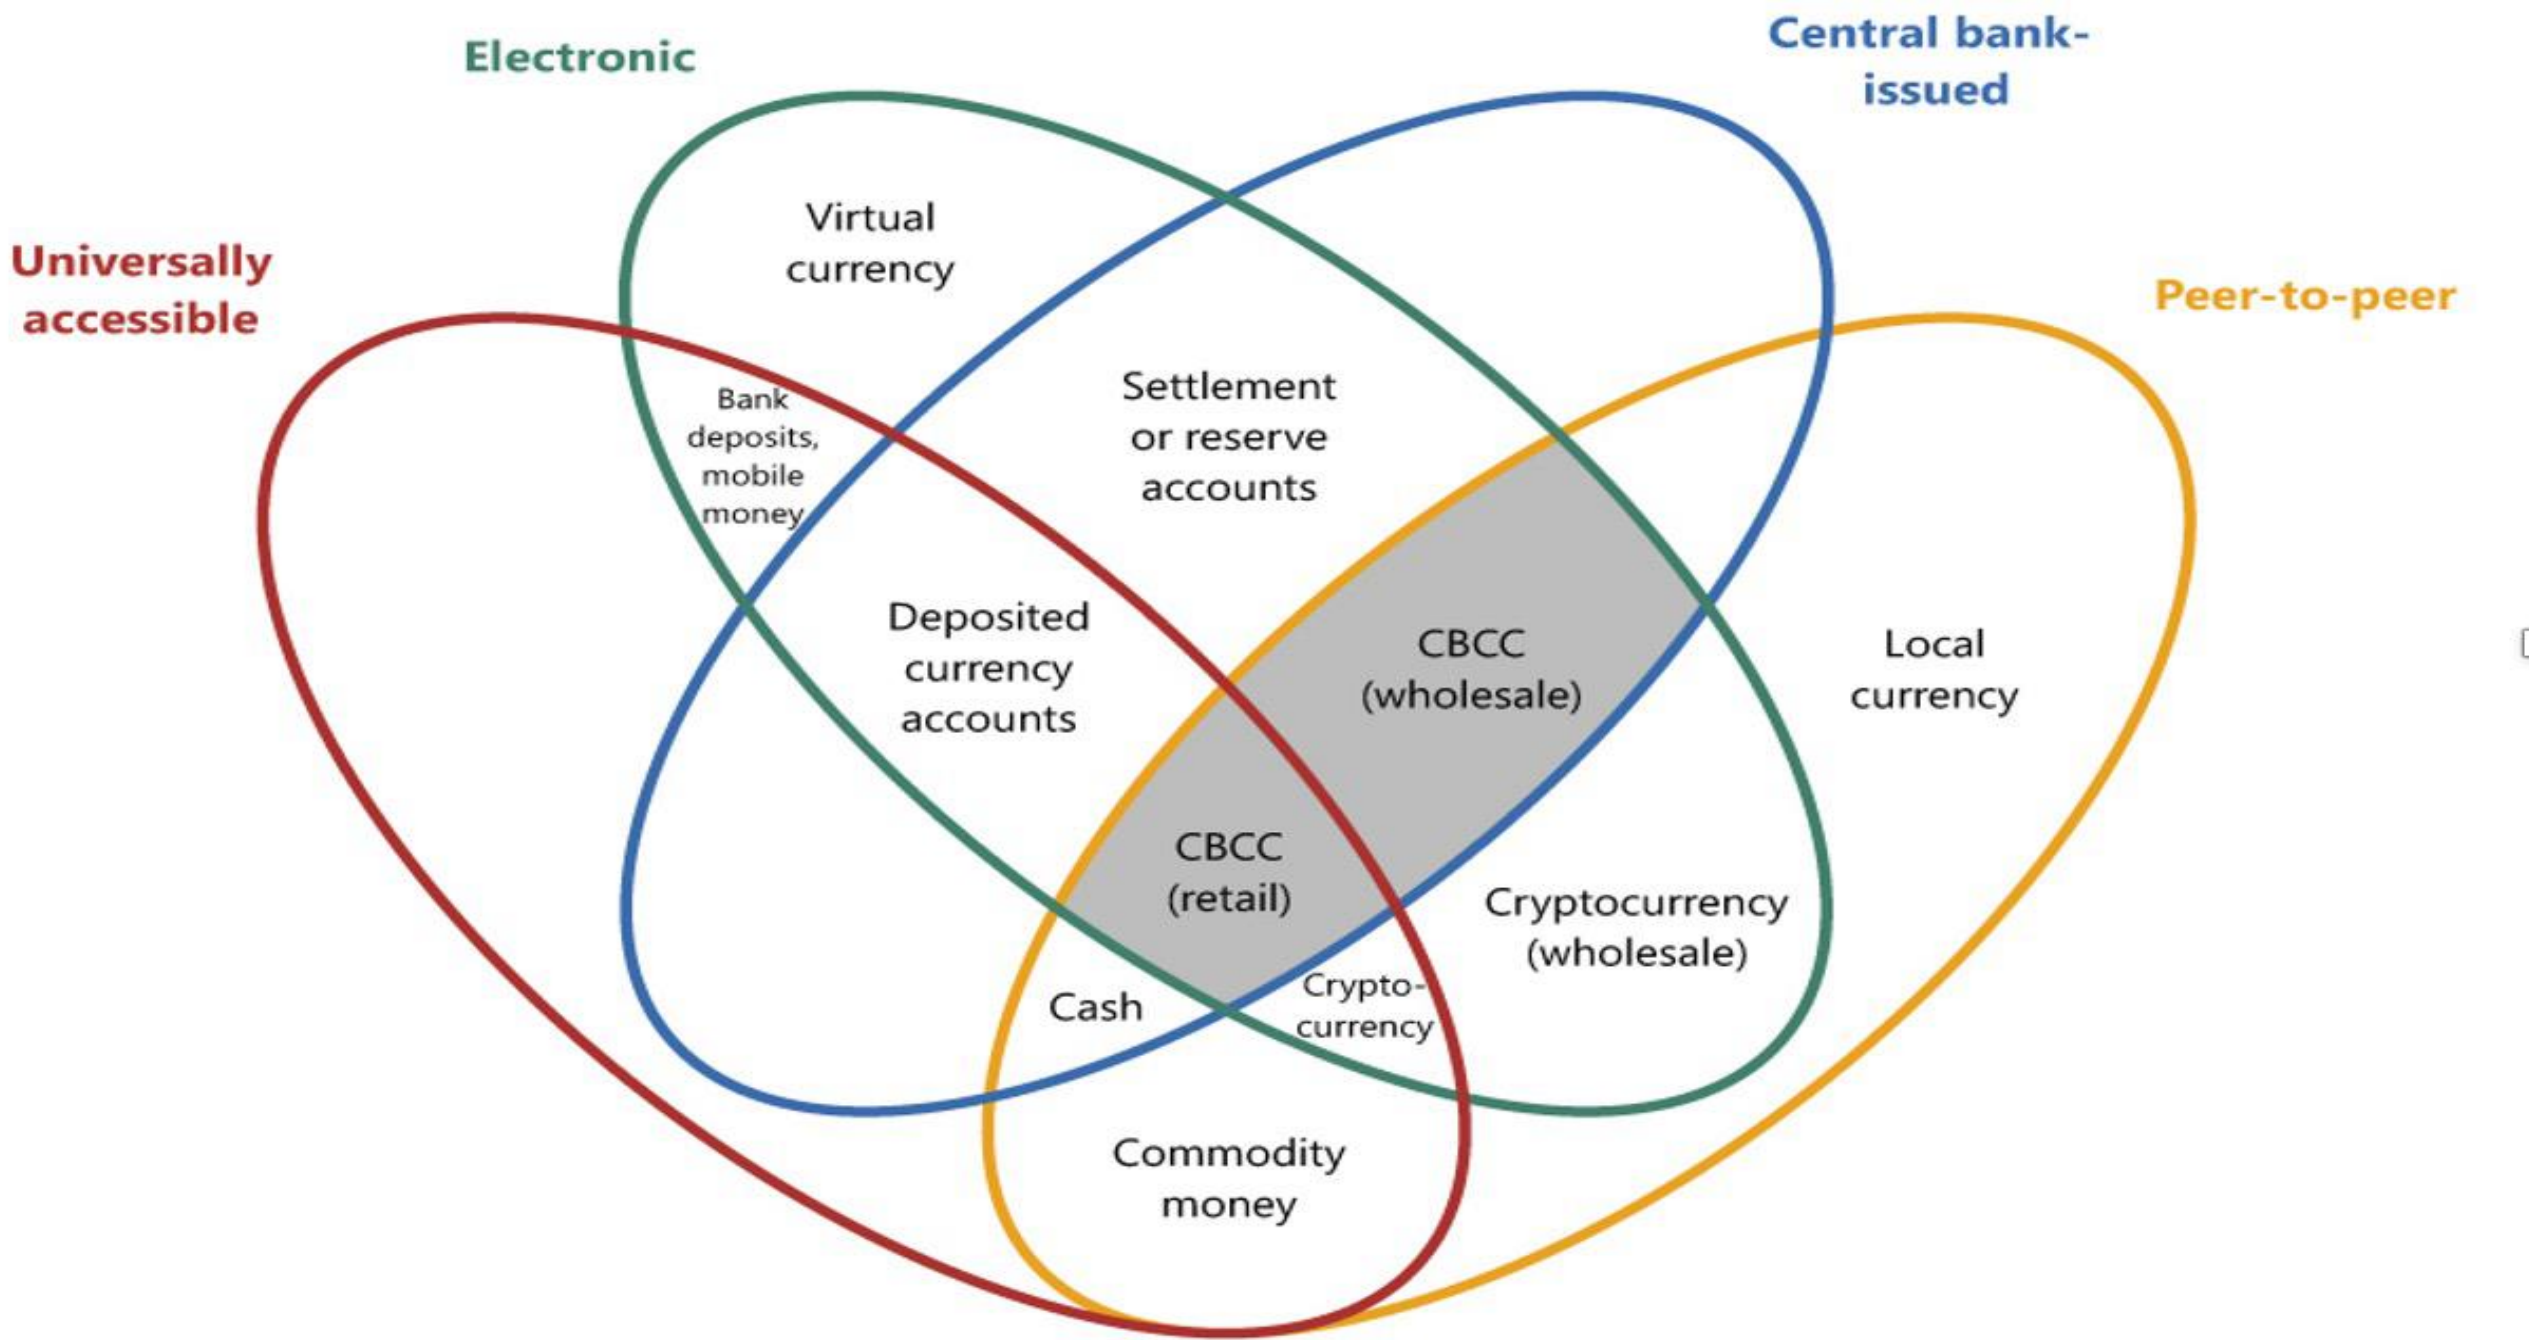 Electronic
Central bank-
issued
Universally
accessible
Peer-to-peer
Virtual
currency
Bank
deposits,
mobile
money
Settlement
or reserve
accounts
Deposited
currency
accounts
CBCC
(wholesale)
Local
currency
CBCC
(retail)
Cryptocurrency
(wholesale)
Cash
Crypto-
currency
Commodity
money